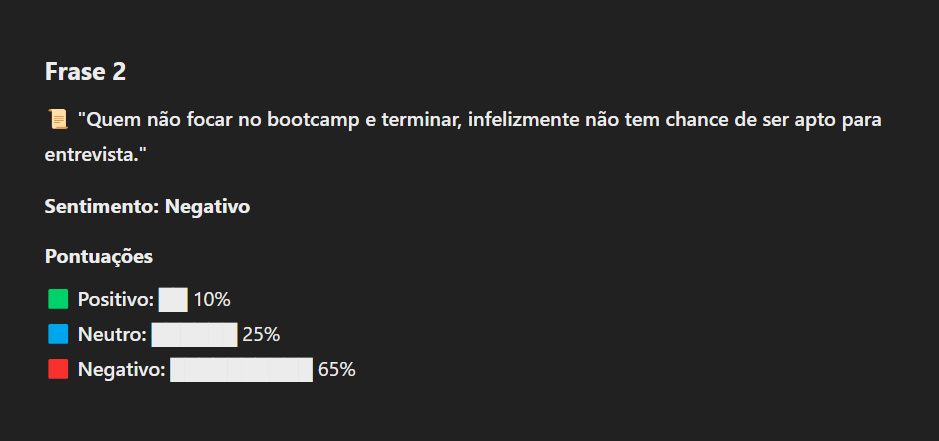 Frase 2
📜 "Quem não focar no bootcamp e terminar, infelizmente não tem chance de ser apto para
entrevista."
Sentimento: Negativo
Pontuações
🟩 Positivo: ██ 10%
🟦 Neutro: ██████ 25%
🟥 Negativo: ██████████ 65%